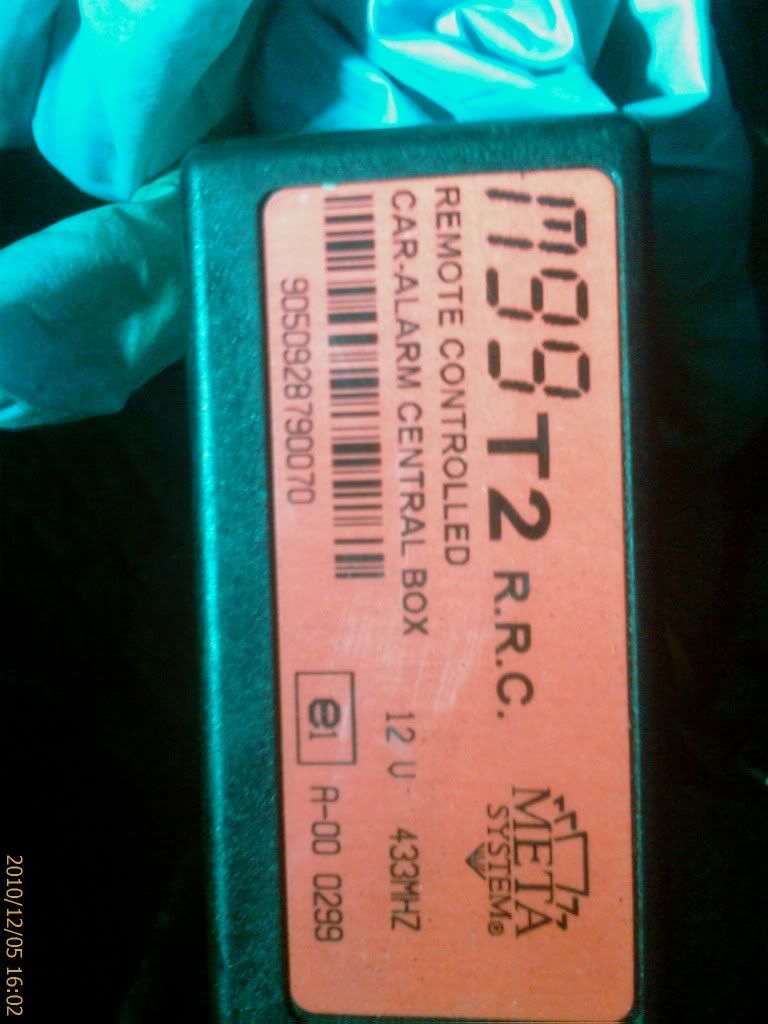 M99 T2 R.R.C.
META
SYSTEM®
REMOTE CONTROLLED
CAR-ALARM CENTRAL BOX
12 V 433MHZ
9050928790070
e1 A-00 0299
2010/12/05 16:02